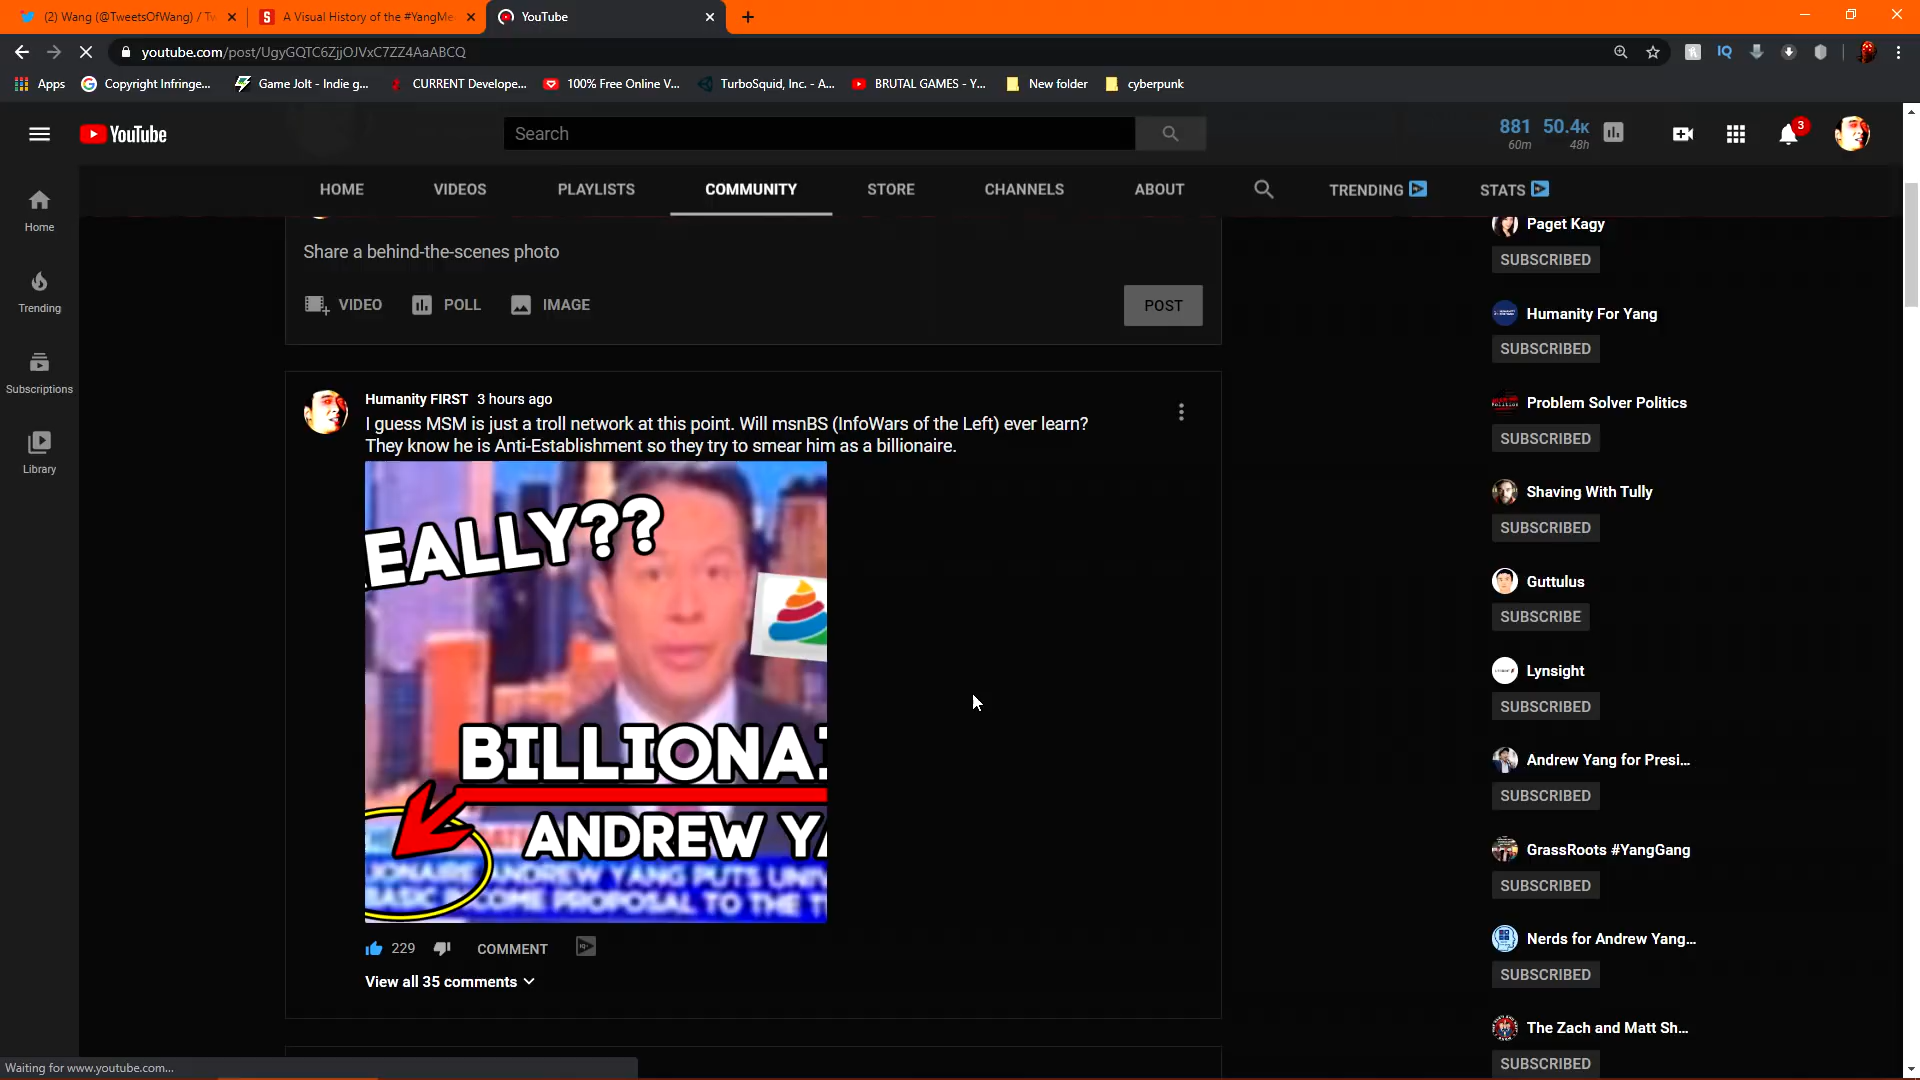 (2) Wang (@TweetsOfWang) / Tw
A Visual History of the #YangMe
YouTube
youtube.com/post/UgyGQTC6ZjjOJVxC7ZZ4AaABCQ
Apps
Copyright Infringe...
Game Jolt - Indie g...
CURRENT Develope...
100% Free Online V...
TurboSquid, Inc. - A...
BRUTAL GAMES - Y...
New folder
cyberpunk
YouTube
Search
881 50.4K
60m 48h
3
HOME VIDEOS PLAYLISTS COMMUNITY STORE CHANNELS ABOUT TRENDING STATS
Home
Trending
Subscriptions
Library
Share a behind-the-scenes photo
VIDEO POLL IMAGE POST
Humanity FIRST 3 hours ago
I guess MSM is just a troll network at this point. Will msnBS (InfoWars of the Left) ever learn?
They know he is Anti-Establishment so they try to smear him as a billionaire.
EALLY??
BILLIONAI
ANDREW YA
IONAIRE ANDREW YANG PUTS UNIV
BASIC INCOME PROPOSAL TO THE T
229 COMMENT
View all 35 comments
Paget Kagy
SUBSCRIBED
Humanity For Yang
SUBSCRIBED
Problem Solver Politics
SUBSCRIBED
Shaving With Tully
SUBSCRIBED
Guttulus
SUBSCRIBE
Lynsight
SUBSCRIBED
Andrew Yang for Presi...
SUBSCRIBED
GrassRoots #YangGang
SUBSCRIBED
Nerds for Andrew Yang...
SUBSCRIBED
The Zach and Matt Sh...
SUBSCRIBED
Waiting for www.youtube.com...